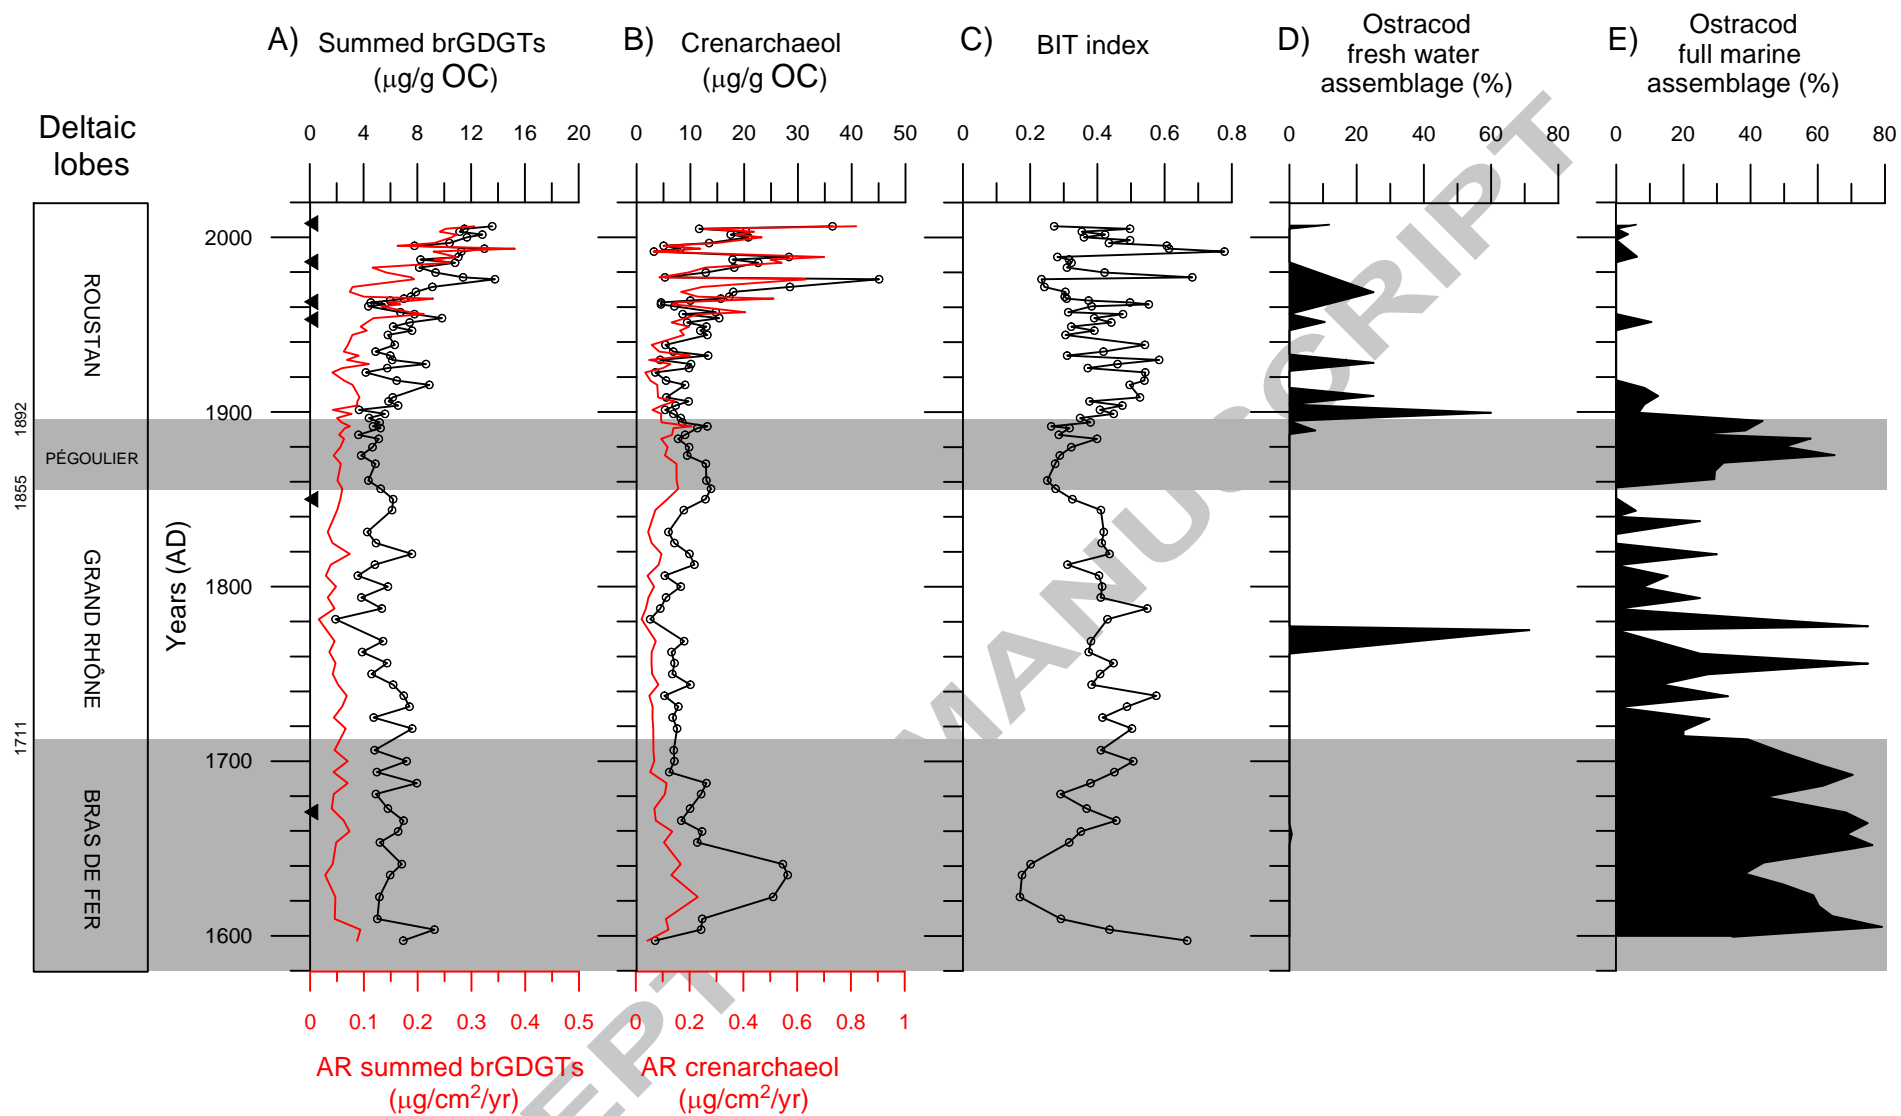 A) Summed brGDGTs
(μg/g OC)
B) Crenarchaeol
(μg/g OC)
C) BIT index
D) Ostracod
fresh water
assemblage (%)
E) Ostracod
full marine
assemblage (%)
Deltaic
lobes
0 4 8 12 16 20
0 10 20 30 40 50
0 0.2 0.4 0.6 0.8
0 20 40 60 80
0 20 40 60 80
ROUSTAN
1892
PÉGOULIER
1855
GRAND RHÔNE
1711
BRAS DE FER
Years (AD)
2000
1900
1800
1700
1600
0 0.1 0.2 0.3 0.4 0.5
AR summed brGDGTs
(μg/cm²/yr)
0 0.2 0.4 0.6 0.8 1
AR crenarchaeol
(μg/cm²/yr)
EPT
MANUSCRIPT